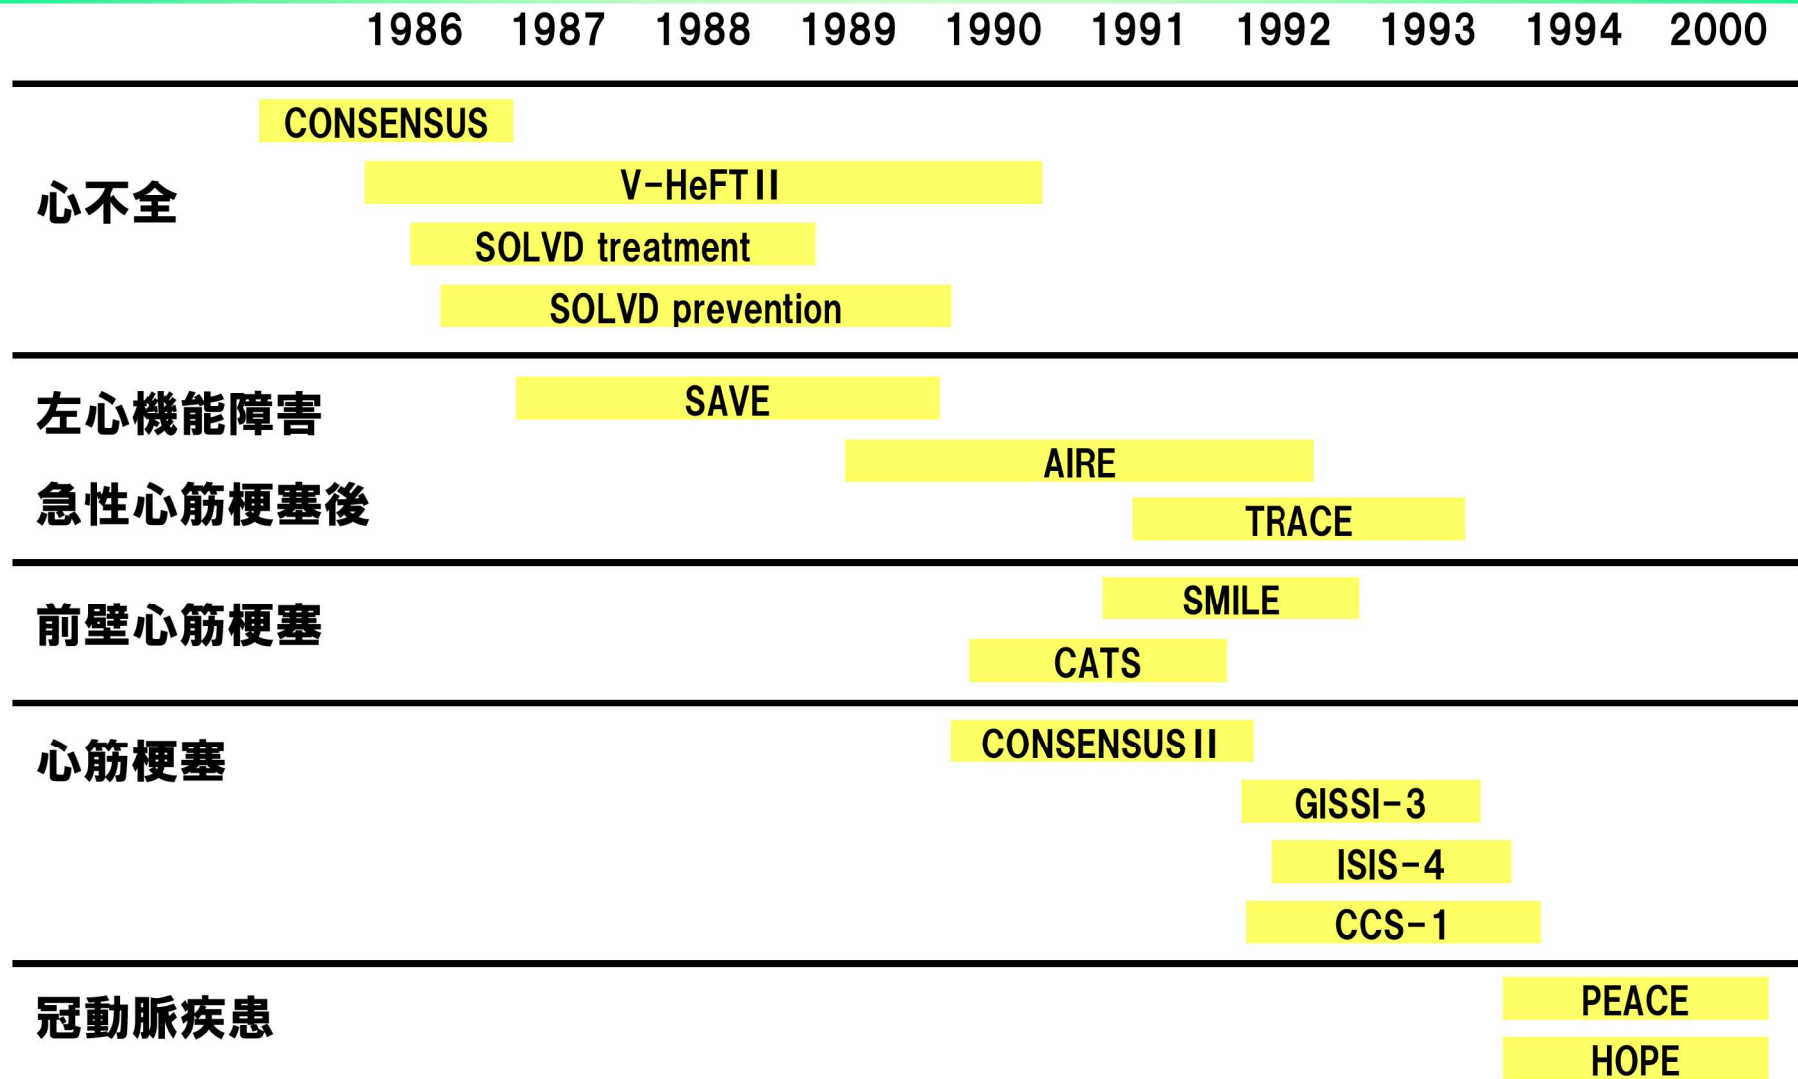 1986 1987 1988 1989 1990 1991 1992 1993 1994 2000
CONSENSUS
心不全
V-HeFT II
SOLVD treatment
SOLVD prevention
左心機能障害
SAVE
AIRE
急性心筋梗塞後
TRACE
前壁心筋梗塞
SMILE
CATS
心筋梗塞
CONSENSUS II
GISSI-3
ISIS-4
CCS-1
冠動脈疾患
PEACE
HOPE